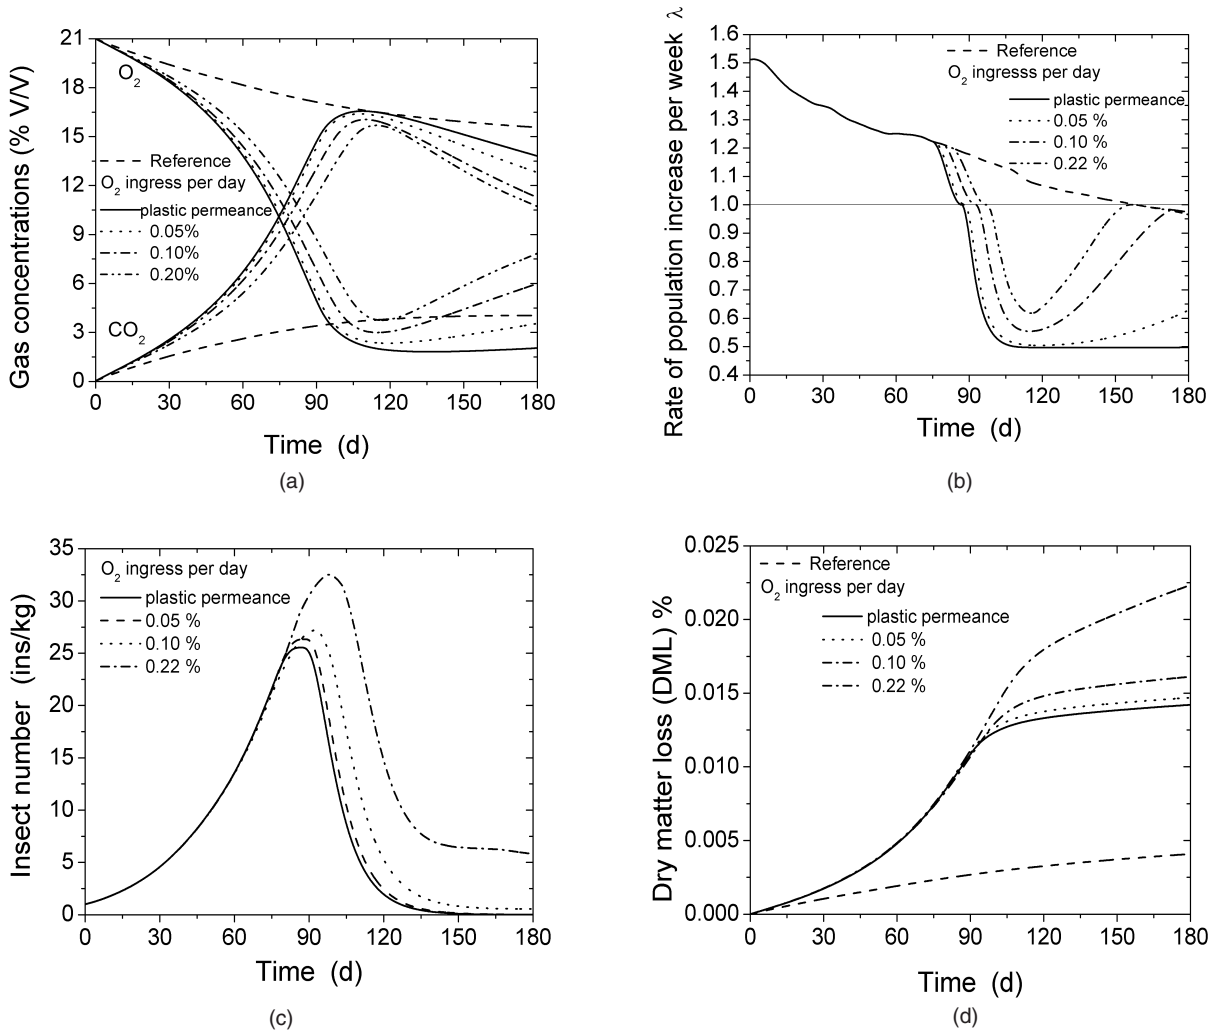 Gas concentrations (% V/V)
21
18
15
12
9
6
3
0
O2
Reference
O2 ingress per day
plastic permeance
0.05%
0.10%
0.20%
CO2
0 30 60 90 120 150 180
Time (d)
(a)
Rate of population increase per week λ
1.6
1.5
1.4
1.3
1.2
1.1
1.0
0.9
0.8
0.7
0.6
0.5
0.4
Reference
O2 ingresss per day
plastic permeance
0.05 %
0.10 %
0.22 %
0 30 60 90 120 150 180
Time (d)
(b)
Insect number (ins/kg)
35
30
25
20
15
10
5
0
O2 ingress per day
plastic permeance
0.05 %
0.10 %
0.22 %
0 30 60 90 120 150 180
Time (d)
(c)
Dry matter loss (DML) %
0.025
0.020
0.015
0.010
0.005
0.000
Reference
O2 ingress per day
plastic permeance
0.05 %
0.10 %
0.22 %
0 30 60 90 120 150 180
Time (d)
(d)